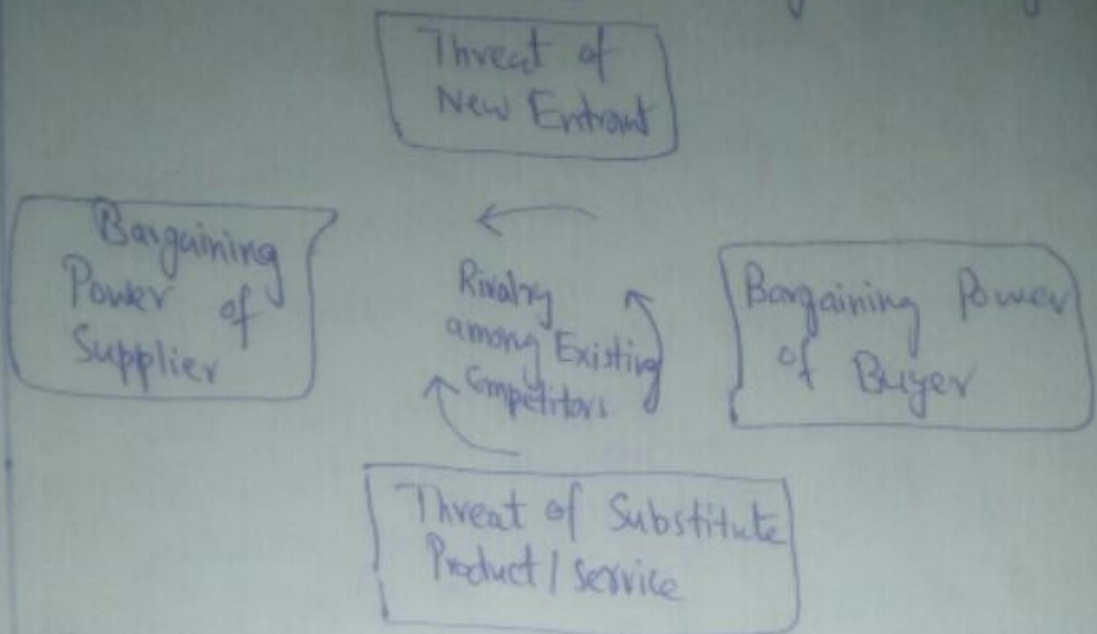 Threat of
New Entrant
Bargaining
Power of
Supplier
Rivalry
among Existing
Competitors
Bargaining Power
of Buyer
Threat of Substitute
Product / Service